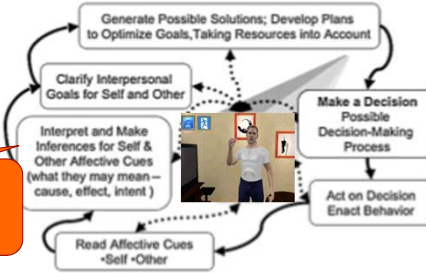 Generate Possible Solutions; Develop Plans
to Optimize Goals,Taking Resources into Account
Clarify Interpersonal
Goals for Self and Other
Make a Decision
Possible
Decision-Making
Process
Interpret and Make
Inferences for Self &
Other Affective Cues
(what they may mean—
cause, effect, intent )
Act on Decision
Enact Behavior
Read Affective Cues
•Self •Other